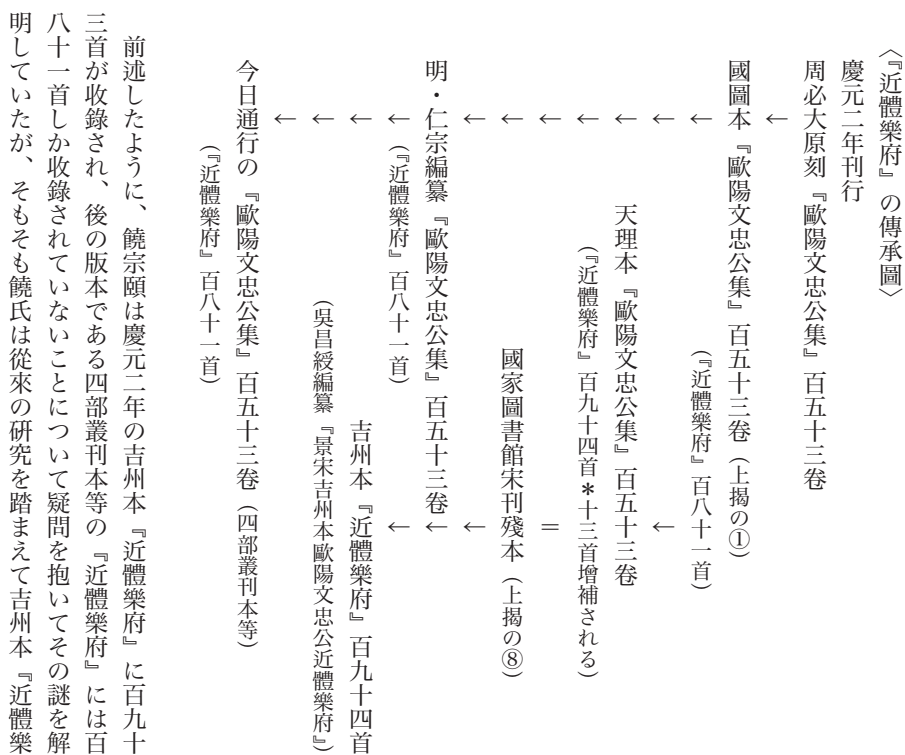 〈『近體樂府』の傳承圖〉
慶元二年刊行
周必大原刻『歐陽文忠公集』百五十三卷
←
國圖本『歐陽文忠公集』百五十三卷（上揭の①）
←（『近體樂府』百八十一首）
← ←
← 天理本『歐陽文忠公集』百五十三卷
←（『近體樂府』百九十四首＊十三首增補される）
← ＝
← 國家圖書館宋刊殘本（上揭の⑧）
← ←
明・仁宗編纂『歐陽文忠公集』百五十三卷 ←
←（『近體樂府』百八十一首） ←
← 吉州本『近體樂府』百九十四首
←（吳昌綬編纂『景宋吉州本歐陽文忠公近體樂府』）
←
今日通行の『歐陽文忠公集』百五十三卷（四部叢刊本等）
（『近體樂府』百八十一首）
前述したように、饒宗頤は慶元二年の吉州本『近體樂府』に百九十
三首が收錄され、後の版本である四部叢刊本等の『近體樂府』には百
八十一首しか收錄されていないことについて疑問を抱いてその謎を解
明していたが、そもそも饒氏は從來の硏究を踏まえて吉州本『近體樂